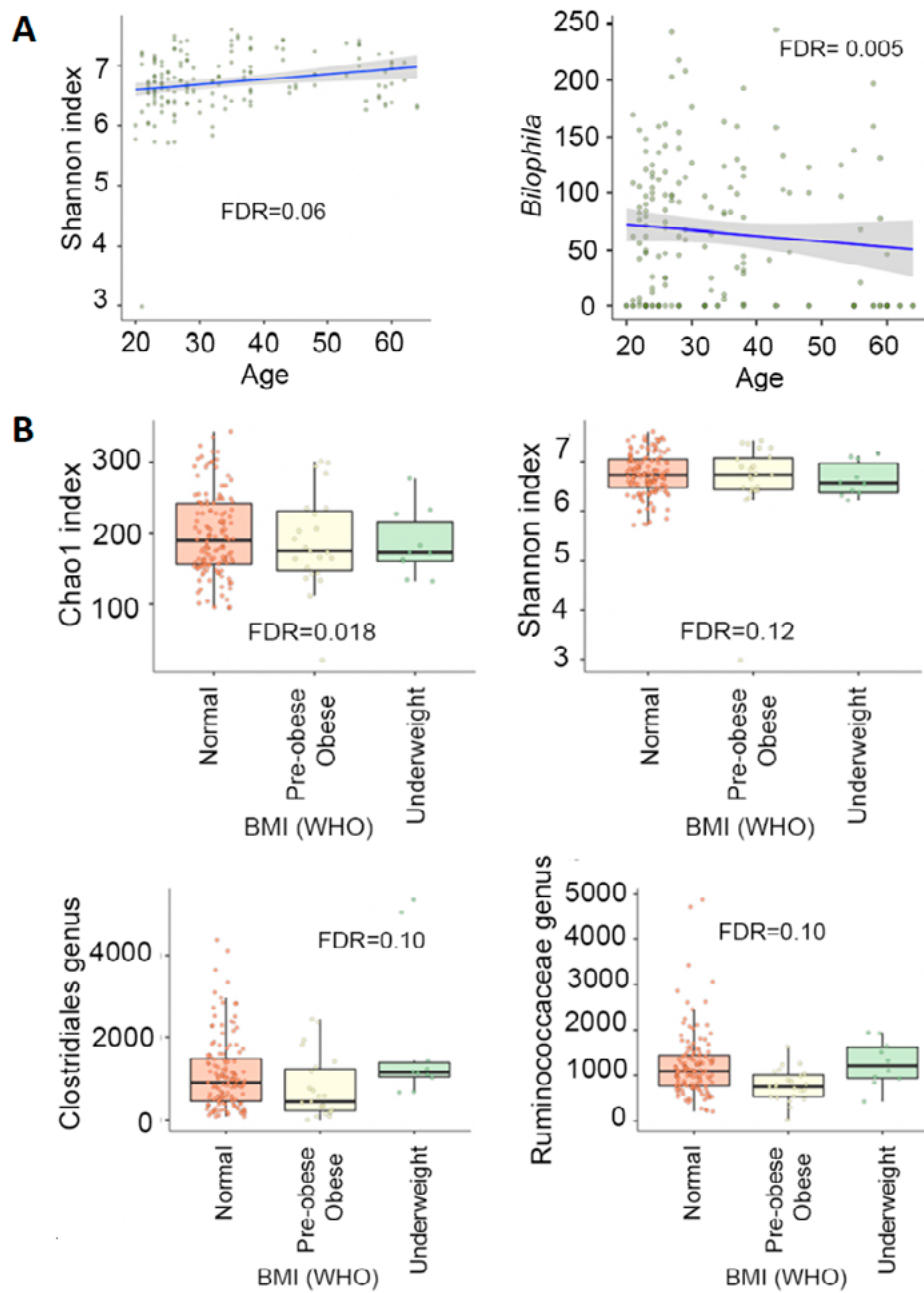 A
Shannon index
7
6
5
4
3
FDR=0.06
20 30 40 50 60
Age
Bilophila
250
200
150
100
50
0
FDR= 0.005
20 30 40 50 60
Age
B
Chao1 index
300
200
100
FDR=0.018
Normal
Pre-obese
Obese
Underweight
BMI (WHO)
Shannon index
7
6
5
4
3
FDR=0.12
Normal
Pre-obese
Obese
Underweight
BMI (WHO)
Clostridiales genus
4000
2000
0
FDR=0.10
Normal
Pre-obese
Obese
Underweight
BMI (WHO)
Ruminoccaceae genus
5000
4000
3000
2000
1000
0
FDR=0.10
Normal
Pre-obese
Obese
Underweight
BMI (WHO)